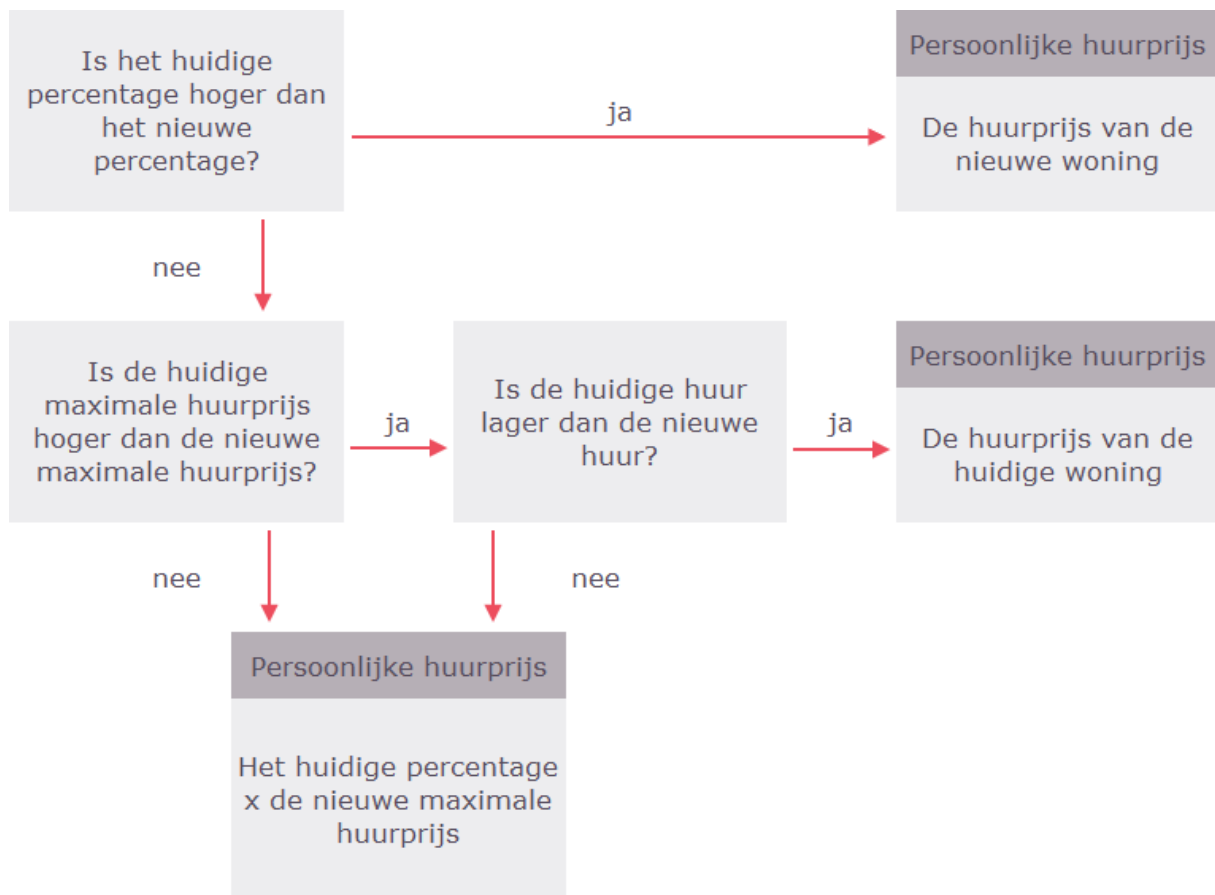 Is het huidige
percentage hoger dan
het nieuwe
percentage?
ja
Persoonlijke huurprijs
De huurprijs van de
nieuwe woning
nee
Is de huidige
maximale huurprijs
hoger dan de nieuwe
maximale huurprijs?
ja
Is de huidige huur
lager dan de nieuwe
huur?
ja
Persoonlijke huurprijs
De huurprijs van de
huidige woning
nee
nee
Persoonlijke huurprijs
Het huidige percentage
x de nieuwe maximale
huurprijs